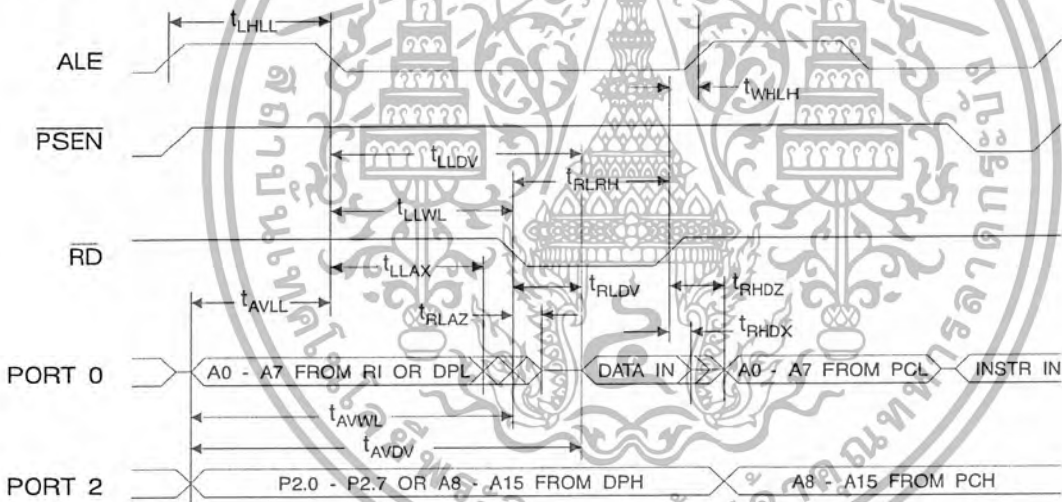 tLHLL
ALE
tWHLH
PSEN
tLLDV
tRLRH
tLLWL
RD
tLLAX
tRLDV
tRHDZ
tAVLL
tRLAZ
tRHDX
PORT 0
A0 - A7 FROM RI OR DPL
DATA IN
A0 - A7 FROM PCL
INSTR IN
tAVWL
tAVDV
PORT 2
P2.0 - P2.7 OR A8 - A15 FROM DPH
A8 - A15 FROM PCH